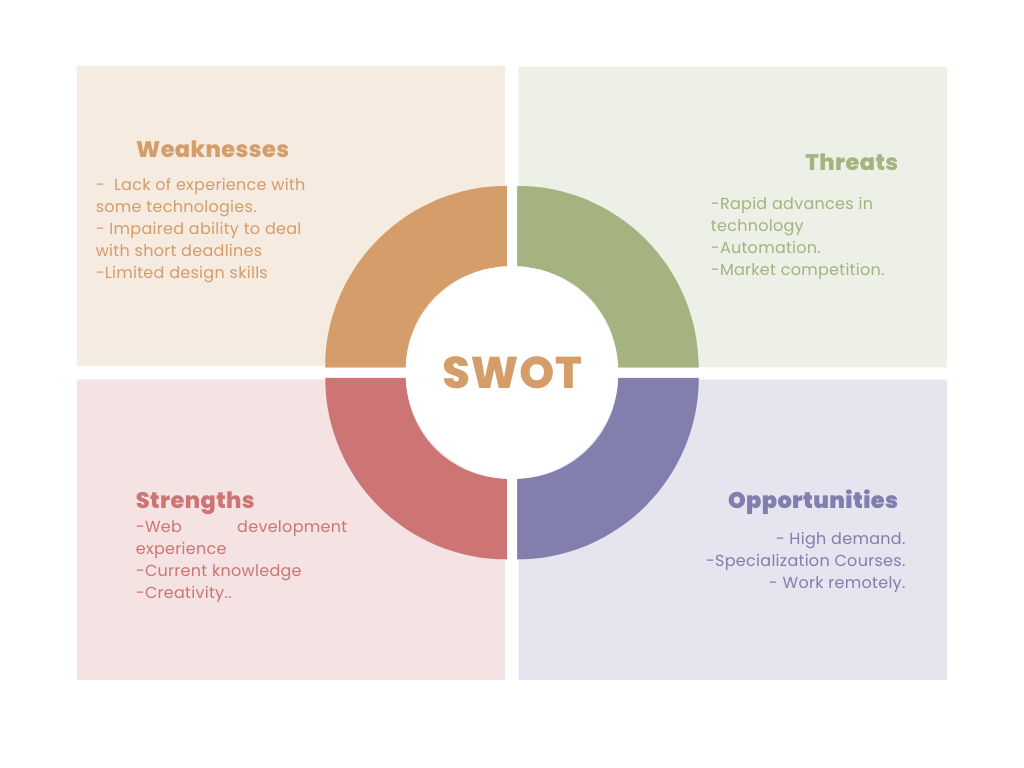 Weaknesses
-  Lack of experience with
some technologies.
- Impaired ability to deal
with short deadlines
-Limited design skills
Threats
-Rapid advances in
technology
-Automation.
-Market competition.
SWOT
Strengths
-Web development
experience
-Current knowledge
-Creativity..
Opportunities
- High demand.
-Specialization Courses.
- Work remotely.